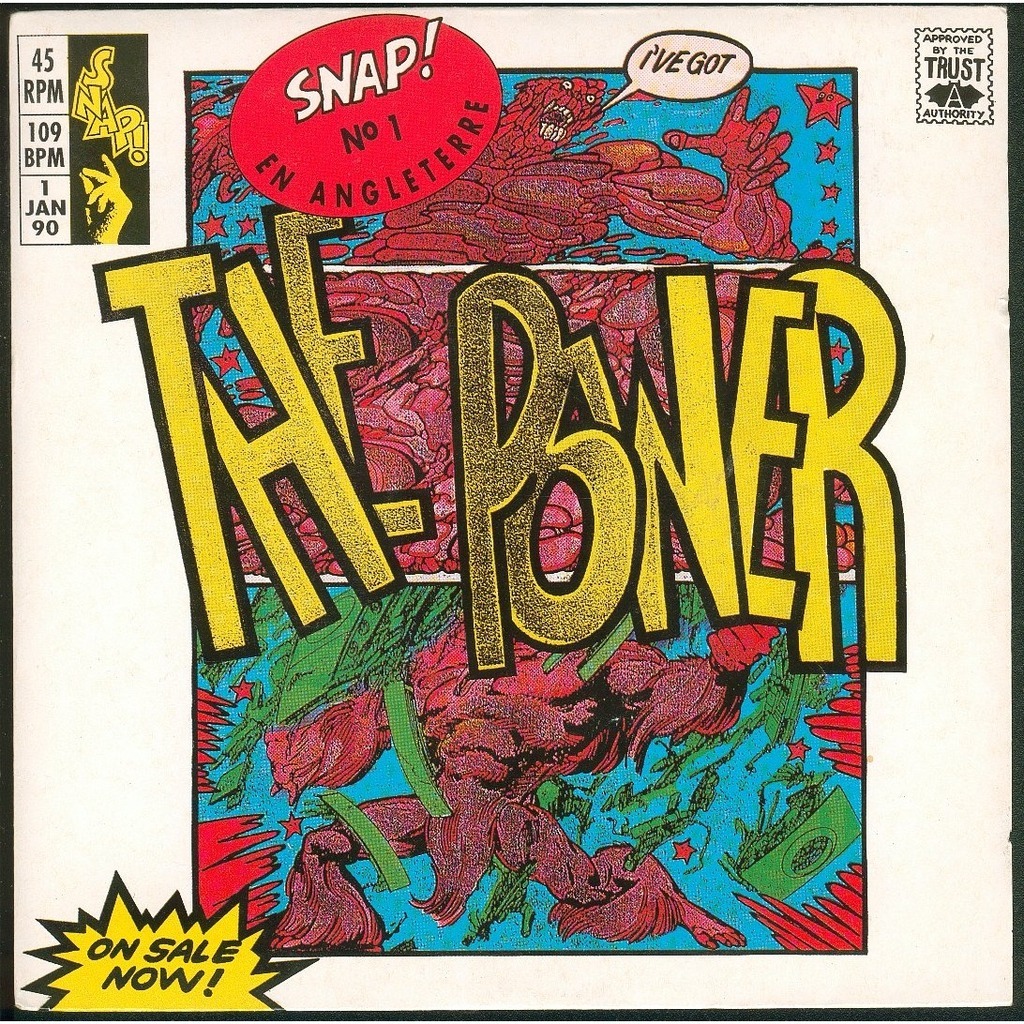 45
RPM
109
BPM
1
JAN
90
SNAP!
SNAP!
No 1
EN ANGLETERRE
I'VE GOT
APPROVED
BY THE
TRUST
A
AUTHORITY
THE POWER
ON SALE
NOW!